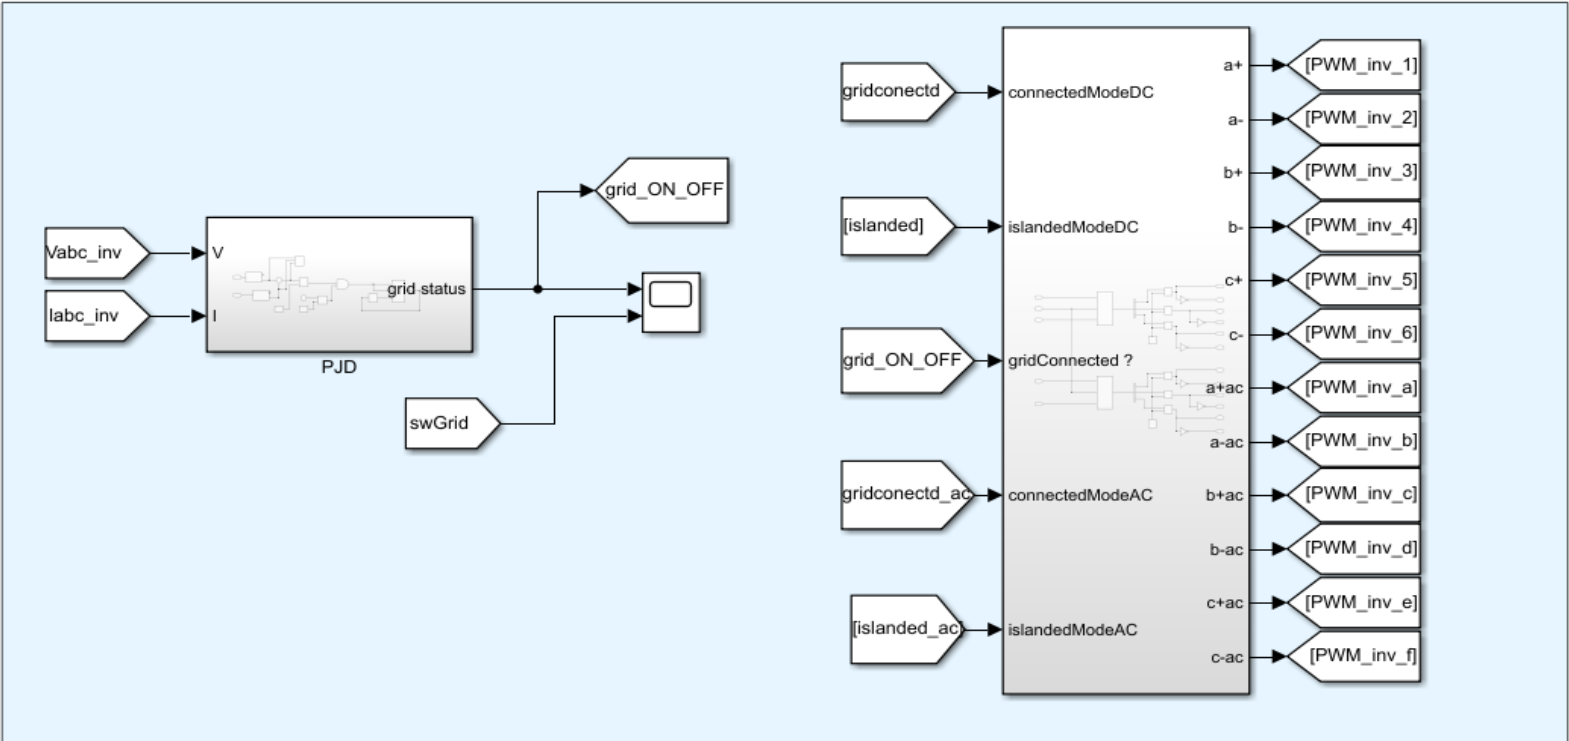 Vabc_inv
Iabc_inv
V
I
grid status
PJD
grid_ON_OFF
swGrid
gridconectd
[islanded]
grid_ON_OFF
gridconectd_ac
[islanded_ac]
connectedModeDC
islandedModeDC
gridConnected ?
connectedModeAC
islandedModeAC
a+
a-
b+
b-
c+
c-
a+ac
a-ac
b+ac
b-ac
c+ac
c-ac
[PWM_inv_1]
[PWM_inv_2]
[PWM_inv_3]
[PWM_inv_4]
[PWM_inv_5]
[PWM_inv_6]
[PWM_inv_a]
[PWM_inv_b]
[PWM_inv_c]
[PWM_inv_d]
[PWM_inv_e]
[PWM_inv_f]